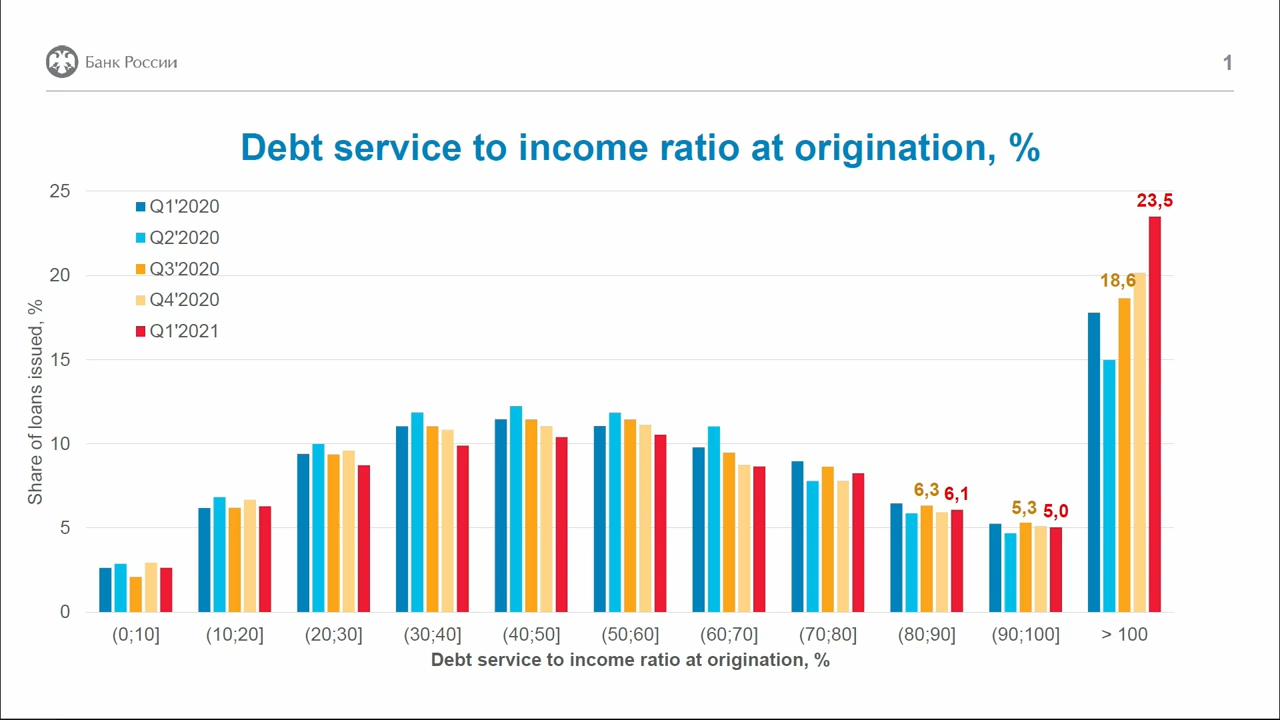 Банк России
1
Debt service to income ratio at origination, %
25
20
15
10
5
0
Share of loans issued, %
Q1'2020
Q2'2020
Q3'2020
Q4'2020
Q1'2021
6,3
6,1
5,3
5,0
18,6
23,5
(0;10]
(10;20]
(20;30]
(30;40]
(40;50]
(50;60]
(60;70]
(70;80]
(80;90]
(90;100]
> 100
Debt service to income ratio at origination, %